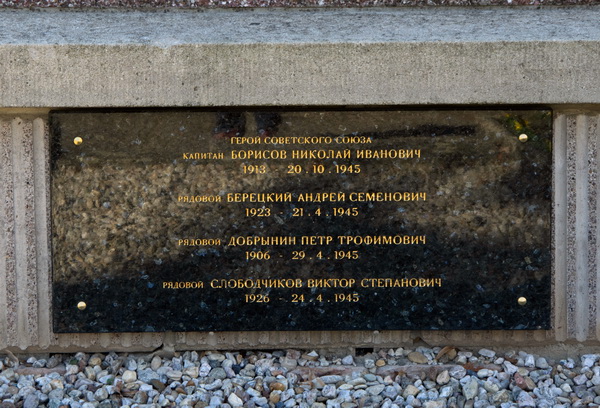 ГЕРОЙ СОВЕТСКОГО СОЮЗА
КАПИТАН БОРИСОВ НИКОЛАЙ ИВАНОВИЧ
1913 - 20.10.1945
РЯДОВОЙ БЕРЕЦКИЙ АНДРЕЙ СЕМЕНОВИЧ
1923 - 21.4.1945
РЯДОВОЙ ДОБРЫНИН ПЕТР ТРОФИМОВИЧ
1906 - 29.4.1945
РЯДОВОЙ СЛОБОДЧИКОВ ВИКТОР СТЕПАНОВИЧ
1926 - 24.4.1945